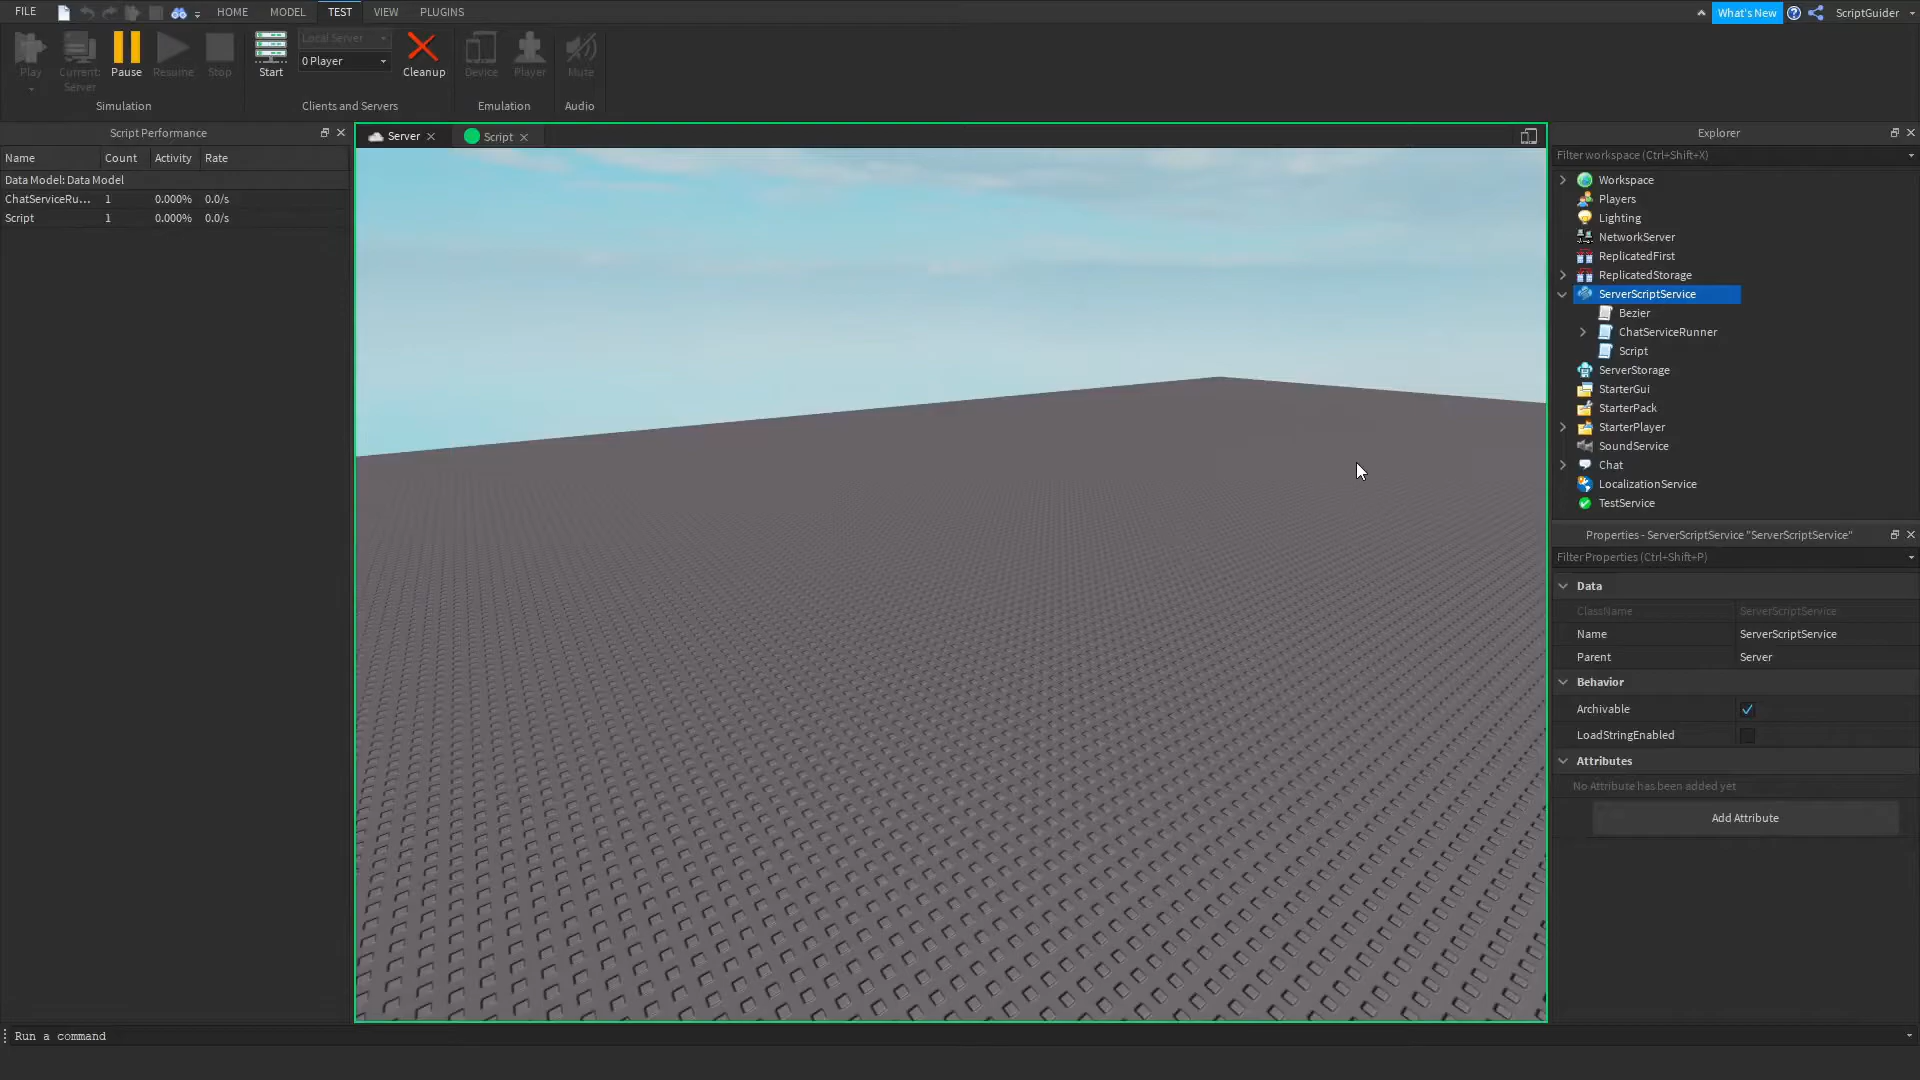 FILE
HOME
MODEL
TEST
VIEW
PLUGINS
What's New
ScriptGuider
Play
Current:
Server
Pause
Resume
Stop
Start
Local Server
0 Player
Cleanup
Device
Player
Mute
Simulation
Clients and Servers
Emulation
Audio
Script Performance
Name Count Activity Rate
Data Model: Data Model
ChatServiceRu... 1 0.000% 0.0/s
Script 1 0.000% 0.0/s
Server
Script
Explorer
Filter workspace (Ctrl+Shift+X)
Workspace
Players
Lighting
NetworkServer
ReplicatedFirst
ReplicatedStorage
ServerScriptService
Bezier
ChatServiceRunner
Script
ServerStorage
StarterGui
StarterPack
StarterPlayer
SoundService
Chat
LocalizationService
TestService
Properties - ServerScriptService "ServerScriptService"
Filter Properties (Ctrl+Shift+P)
Data
ClassName ServerScriptService
Name ServerScriptService
Parent Server
Behavior
Archivable
LoadStringEnabled
Attributes
No Attribute has been added yet
Add Attribute
Run a command